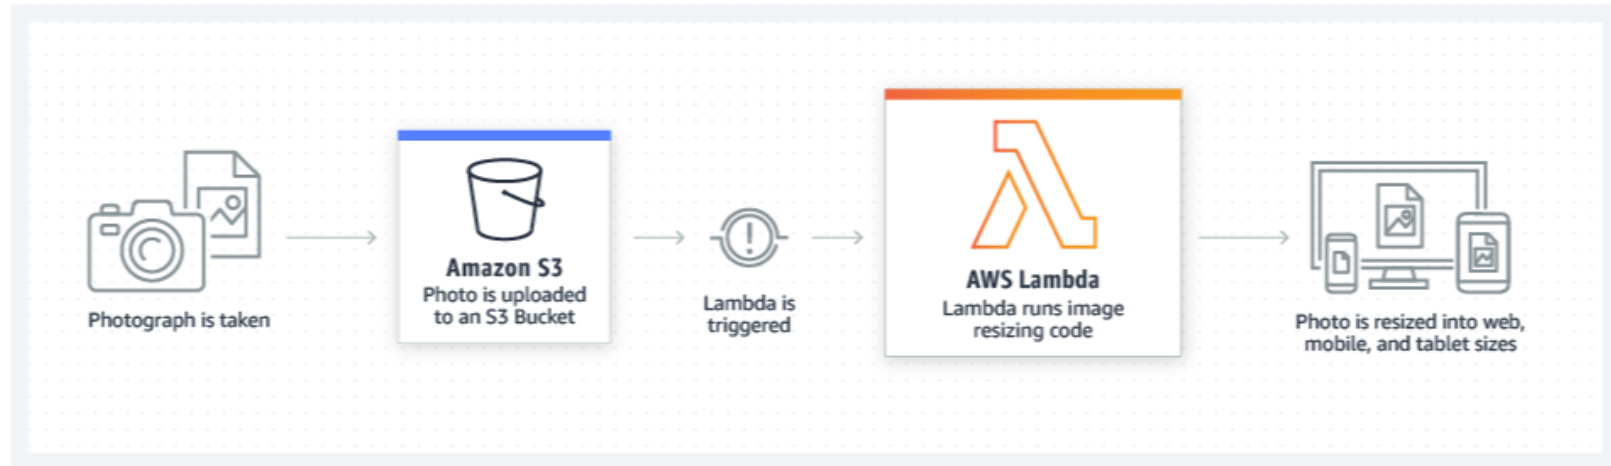 Photograph is taken
Amazon S3
Photo is uploaded
to an S3 Bucket
Lambda is
triggered
AWS Lambda
Lambda runs image
resizing code
Photo is resized into web,
mobile, and tablet sizes